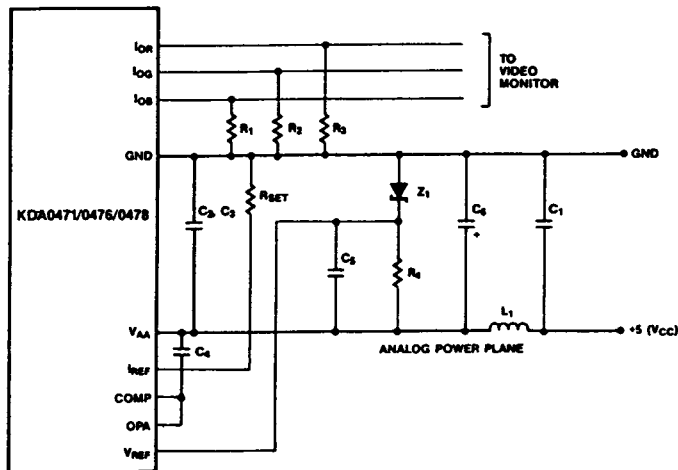 IOR
IOG
IOB
TO
VIDEO
MONITOR
R1 R2 R3
GND GND
KDA0471/0476/0478
C2, C3
RSET
Z1
C6
+
C1
C5
R4
L1
VAA
+5 (VCC)
ANALOG POWER PLANE
C4
IREF
COMP
OPA
VREF